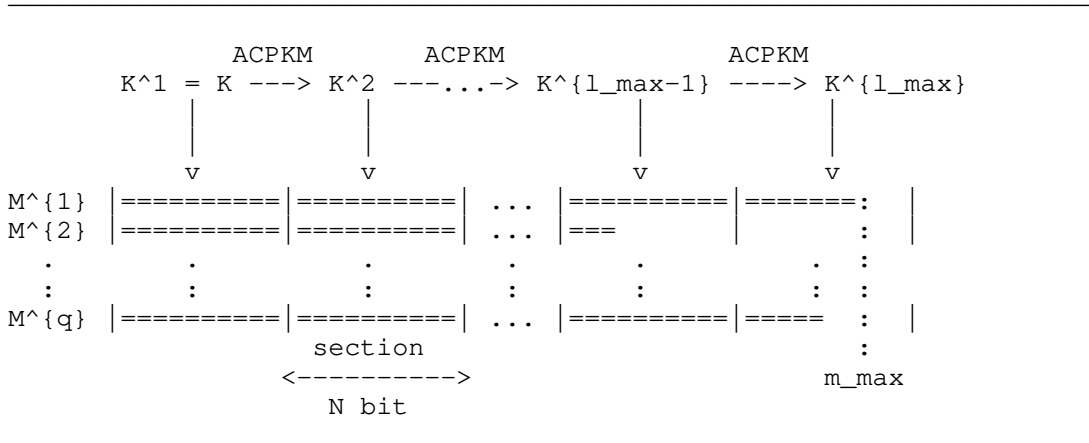 ACPKM ACPKM ACPKM
K^1 = K ---> K^2 ---...-> K^{l_max-1} ----> K^{l_max}
| | | |
| | | |
v v v v
M^{1} |==========|==========| ... |==========|=======: |
M^{2} |==========|==========| ... |=== | : |
. . . . . . :
: : : : : : :
M^{q} |==========|==========| ... |==========|===== : |
section :
<----------> m_max
N bit